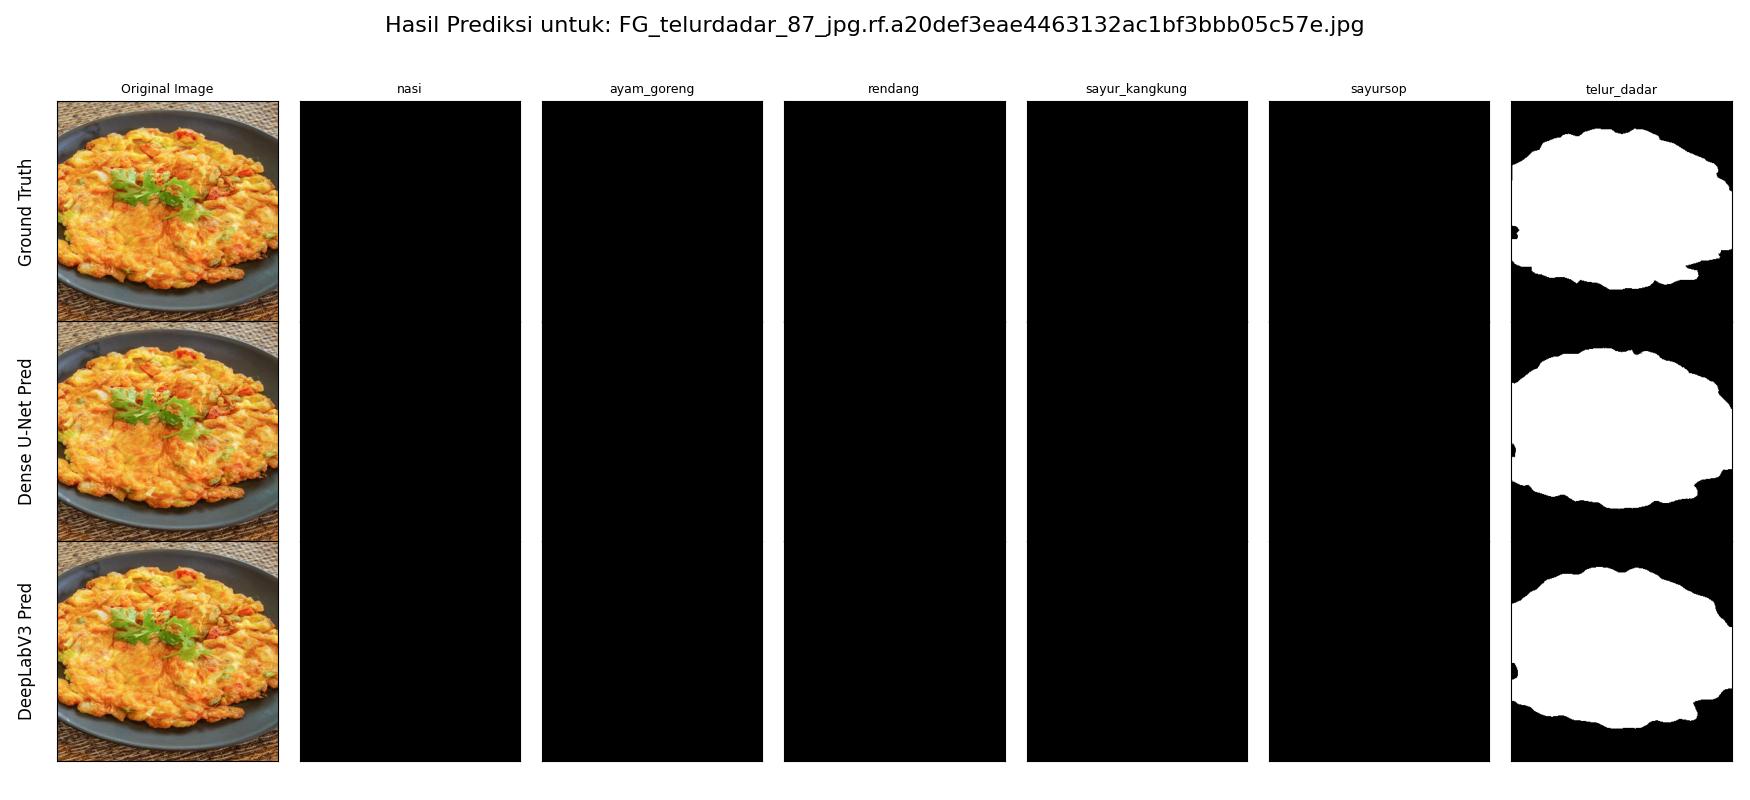 Hasil Prediksi untuk: FG_telurdadar_87_jpg.rf.a20def3eae4463132ac1bf3bbb05c57e.jpg
Original Image
nasi
ayam_goreng
rendang
sayur_kangkung
sayursop
telur_dadar
Ground Truth
Dense U-Net Pred
DeepLabV3 Pred